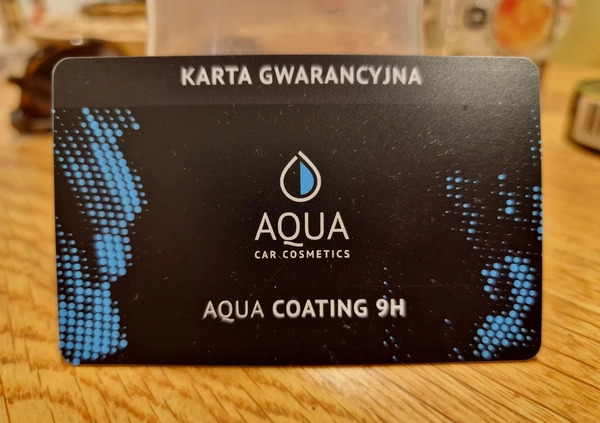 KARTA GWARANCYJNA
AQUA
CAR COSMETICS
AQUA COATING 9H